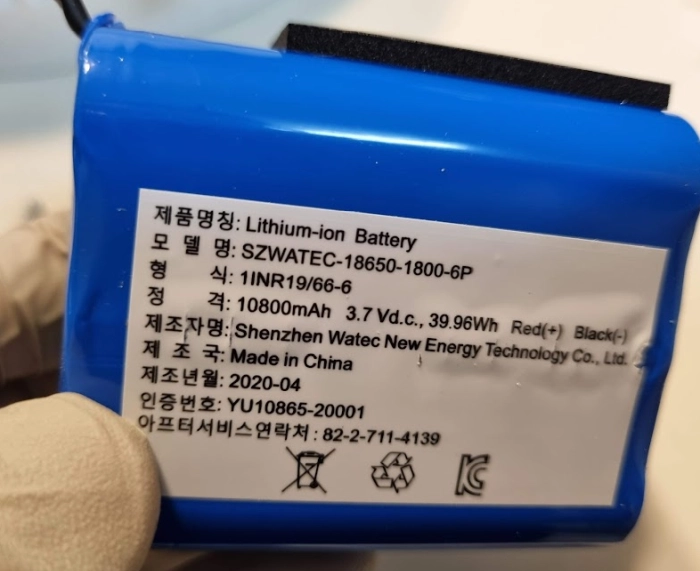 제품명칭: Lithium-ion Battery
모 델 명: SZWATEC-18650-1800-6P
형 식: 1INR19/66-6
정 격: 10800mAh 3.7 Vd.c., 39.96Wh Red(+) Black(-)
제조자명: Shenzhen Watec New Energy Technology Co., Ltd.
제 조 국: Made in China
제조년월: 2020-04
인증번호: YU10865-20001
아프터서비스연락처 : 82-2-711-4139